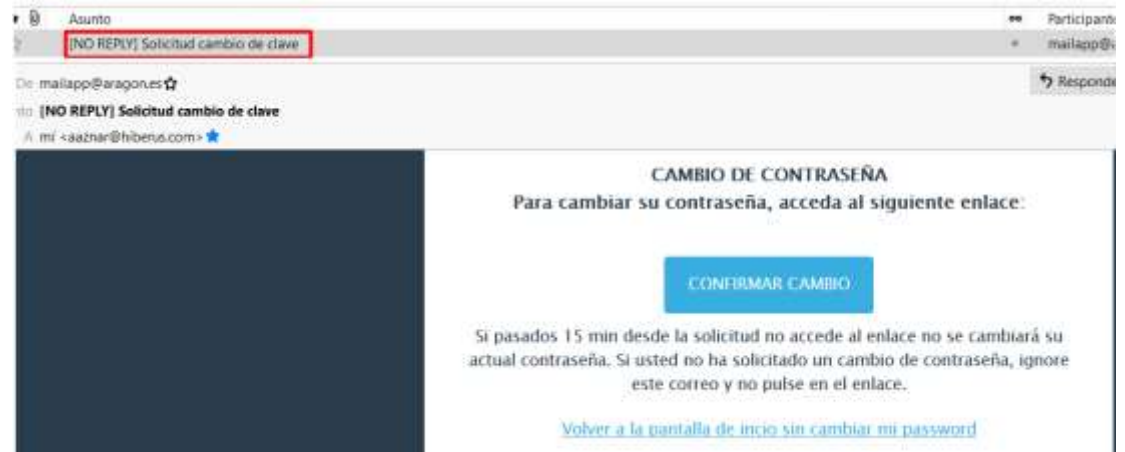 Asunto
Participant
[NO REPLY] Solicitud cambio de clave
mailapp@
De mailapp@aragon.es
Responde
nto [NO REPLY] Solicitud cambio de clave
A mí <aaznar@hiberus.com>
CAMBIO DE CONTRASEÑA
Para cambiar su contraseña, acceda al siguiente enlace:
CONFIRMAR CAMBIO
Si pasados 15 min desde la solicitud no accede al enlace no se cambiará su
actual contraseña. Si usted no ha solicitado un cambio de contraseña, ignore
este correo y no pulse en el enlace.
Volver a la pantalla de incio sin cambiar mi password